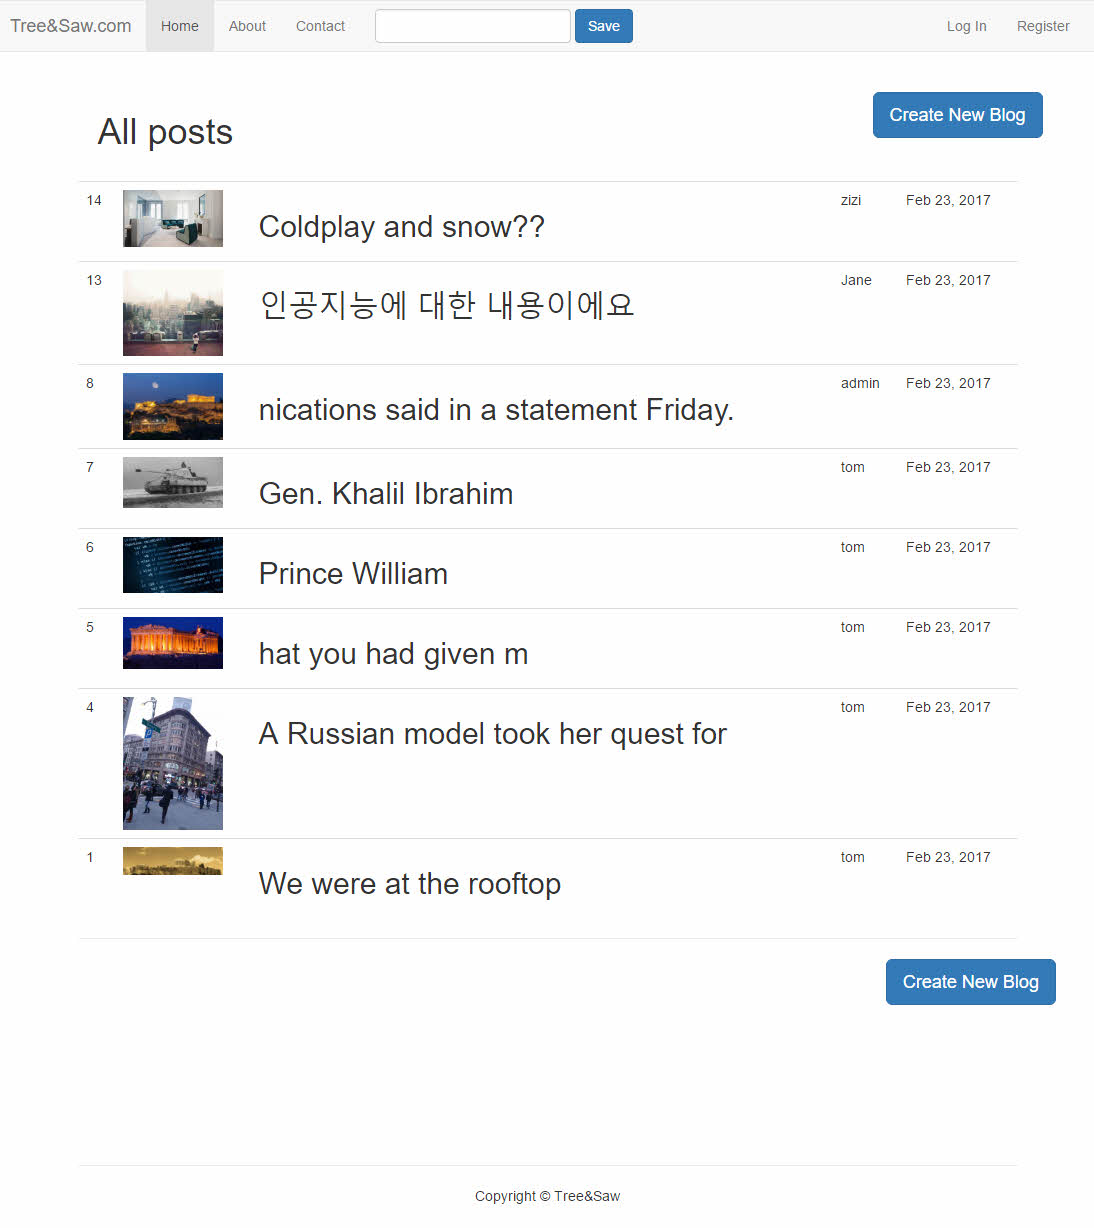 Tree&Saw.com Home About Contact Save Log In Register
All posts
Create New Blog
14 Coldplay and snow?? zizi Feb 23, 2017
13 인공지능에 대한 내용이에요 Jane Feb 23, 2017
8 nications said in a statement Friday. admin Feb 23, 2017
7 Gen. Khalil Ibrahim tom Feb 23, 2017
6 Prince William tom Feb 23, 2017
5 hat you had given m tom Feb 23, 2017
4 A Russian model took her quest for tom Feb 23, 2017
1 We were at the rooftop tom Feb 23, 2017
Create New Blog
Copyright © Tree&Saw